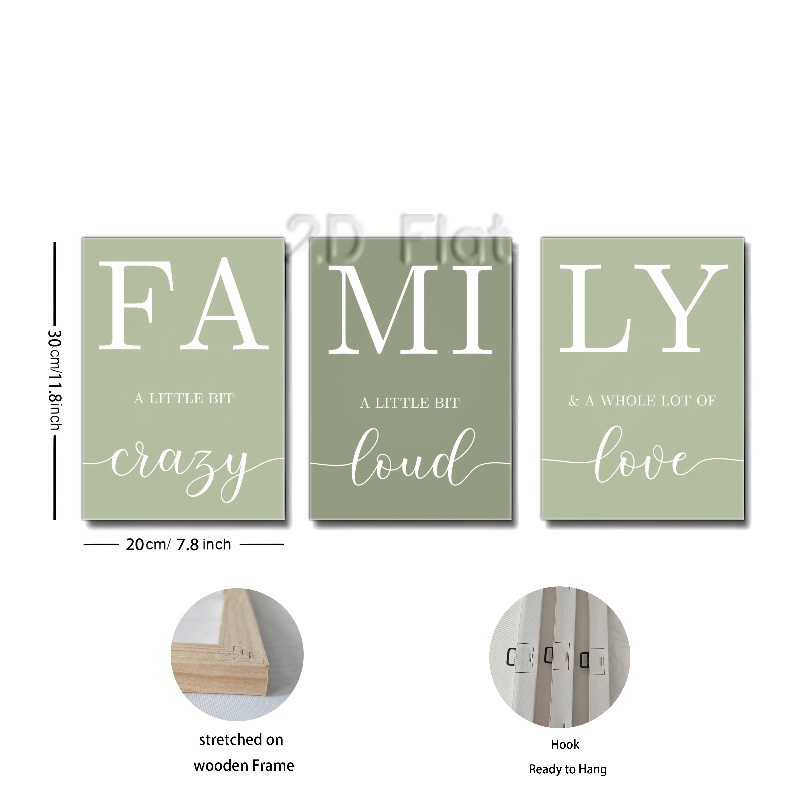 2D Flat
FA
A LITTLE BIT
crazy
MI
A LITTLE BIT
loud
LY
& A WHOLE LOT OF
love
30cm/11.8inch
20cm/ 7.8 inch
stretched on
wooden Frame
Hook
Ready to Hang